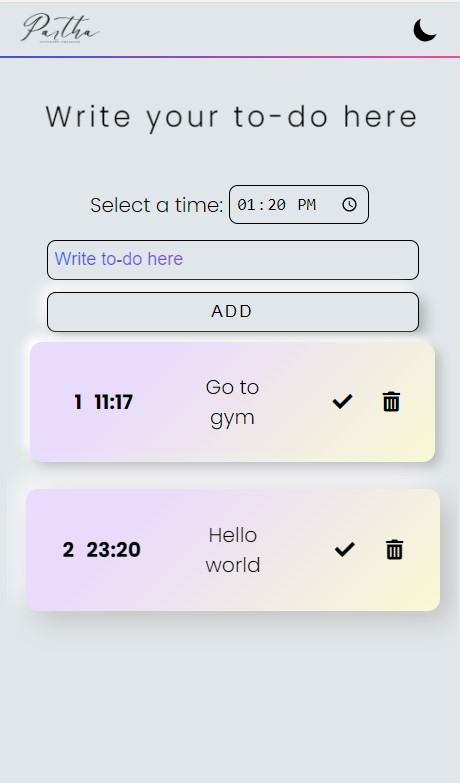 Partha
Write your to-do here
Select a time: 01:20 PM
Write to-do here
ADD
1 11:17 Go to
gym
2 23:20 Hello
world